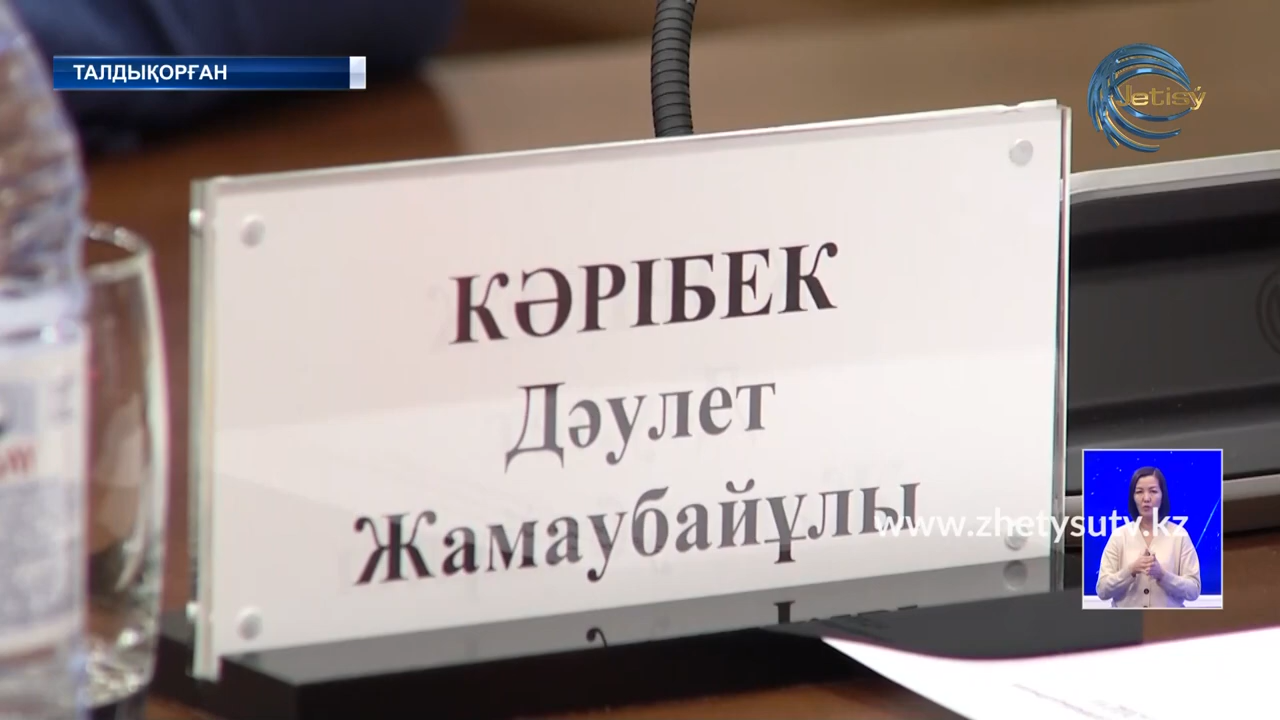 ТАЛДЫҚОРҒАН
Jetisý
КӘРІБЕК
Дәулет
Жамаубайұлы
www.zhetysutv.kz